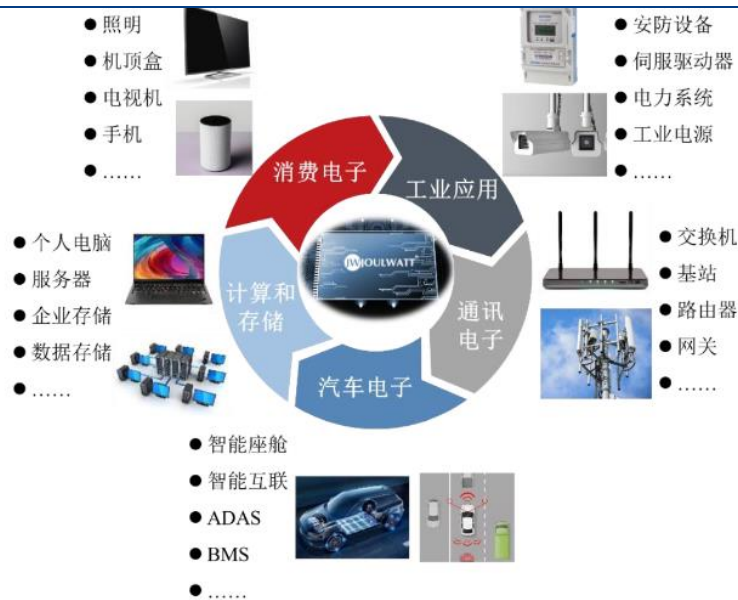 ● 照明
● 机顶盒
● 电视机
● 手机
● ……
● 安防设备
● 伺服驱动器
● 电力系统
● 工业电源
● ……
消费电子
工业应用
● 个人电脑
● 服务器
● 企业存储
● 数据存储
● ……
计算和
存储
JW JOULWATT
通讯
电子
● 交换机
● 基站
● 路由器
● 网关
● ……
汽车电子
● 智能座舱
● 智能互联
● ADAS
● BMS
● ……